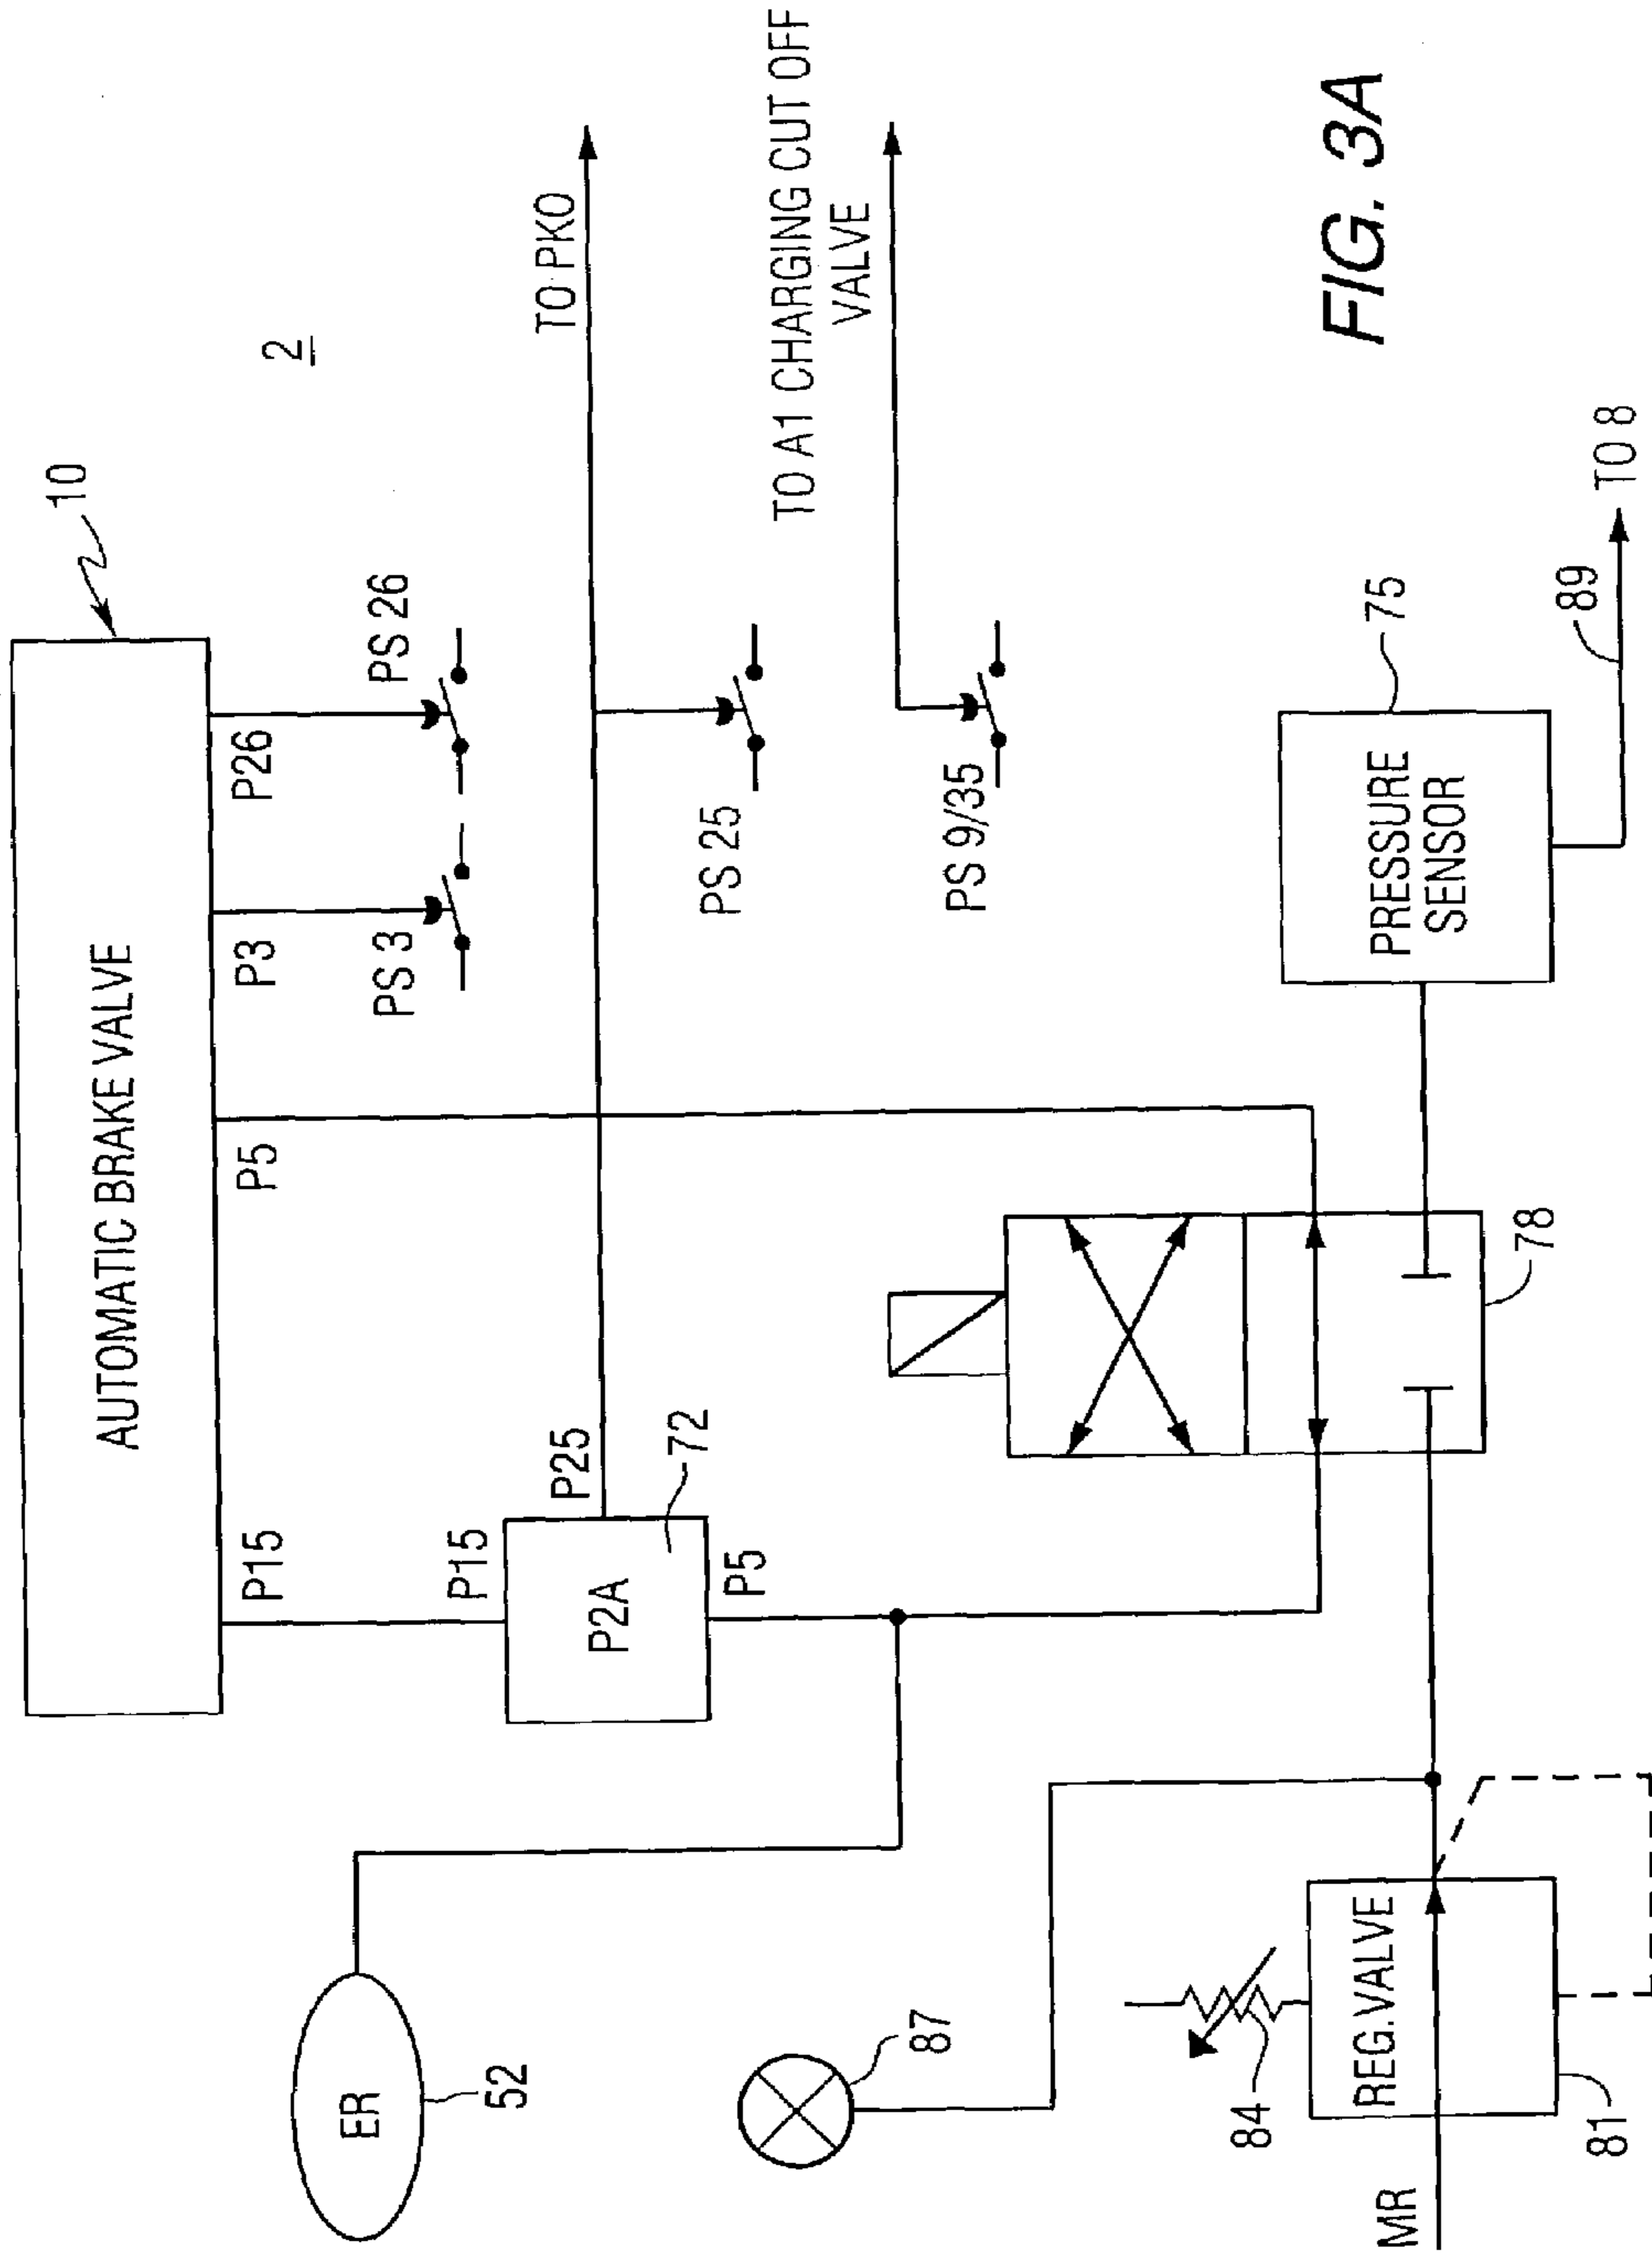 10
2
AUTOMATIC BRAKE VALVE
P15
P5
P3
P26
PS 3
PS 26
TO PKO
P15
P25
P2A
72
P5
PS 25
TO A1 CHARGING CUT OFF
VALVE
PS 9/35
ER
52
87
84
REG.VALVE
MR
81
78
PRESSURE
SENSOR
75
89
TO 8
FIG. 3A